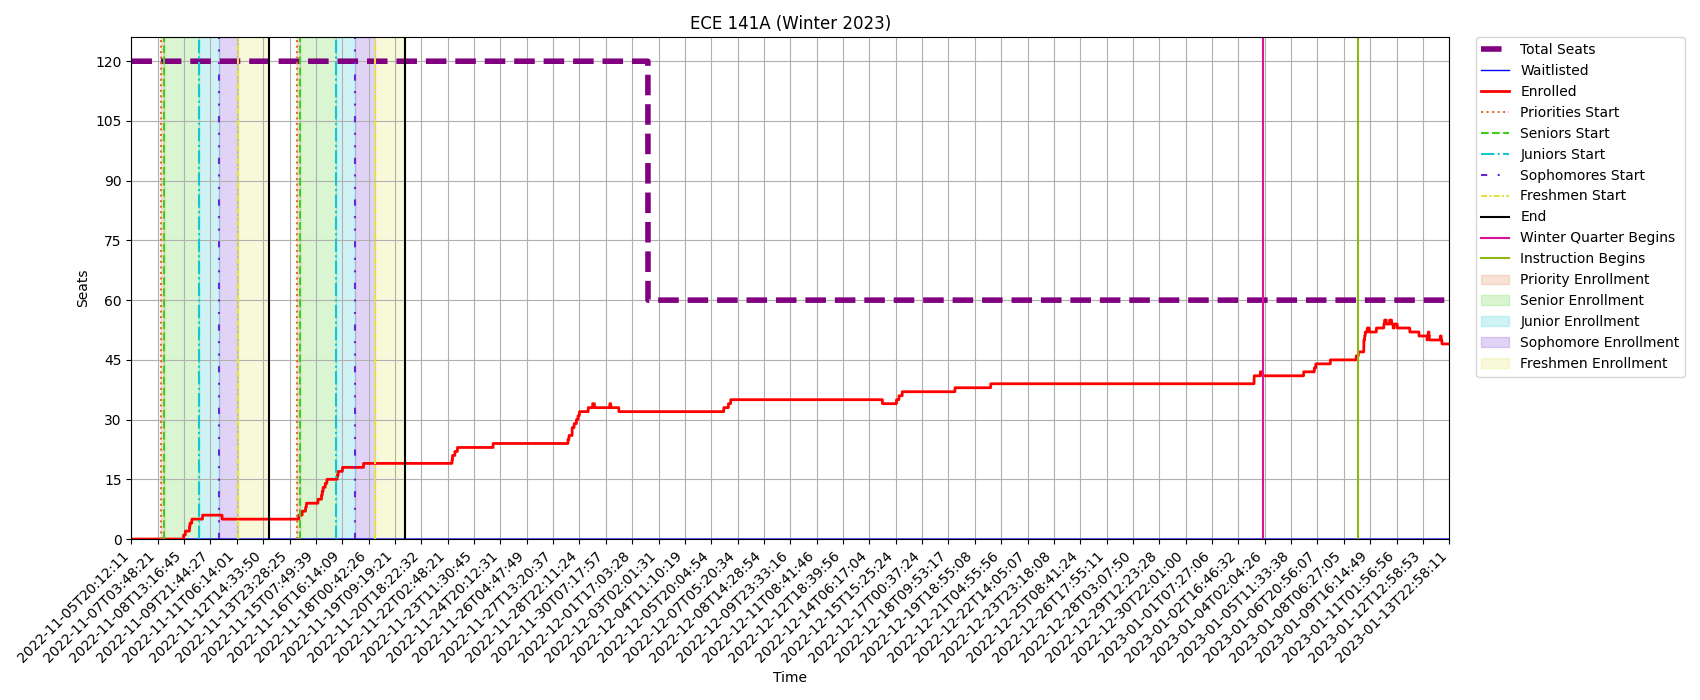 ECE 141A (Winter 2023)
Seats
120
105
90
75
60
45
30
15
0
2022-11-05T20:12:11
2022-11-07T03:48:21
2022-11-08T13:16:45
2022-11-09T21:44:27
2022-11-11T06:14:01
2022-11-12T14:33:50
2022-11-13T23:28:25
2022-11-15T07:49:39
2022-11-16T16:14:09
2022-11-18T00:42:26
2022-11-19T09:19:21
2022-11-20T18:22:32
2022-11-22T02:48:21
2022-11-23T11:30:45
2022-11-24T20:12:31
2022-11-26T04:47:49
2022-11-27T13:20:37
2022-11-28T22:11:24
2022-11-30T07:17:57
2022-12-01T17:03:28
2022-12-03T02:01:31
2022-12-04T11:10:19
2022-12-05T20:04:54
2022-12-07T05:20:34
2022-12-08T14:28:54
2022-12-09T23:33:16
2022-12-11T08:41:46
2022-12-12T18:39:56
2022-12-14T06:17:04
2022-12-15T15:25:24
2022-12-17T00:37:24
2022-12-18T09:53:17
2022-12-19T18:55:08
2022-12-21T04:55:56
2022-12-22T14:05:07
2022-12-23T23:18:08
2022-12-25T08:41:24
2022-12-26T17:55:11
2022-12-28T03:07:50
2022-12-29T12:23:28
2022-12-30T22:01:00
2023-01-01T07:27:06
2023-01-02T16:46:32
2023-01-04T02:04:26
2023-01-05T11:33:38
2023-01-06T20:56:07
2023-01-08T06:27:05
2023-01-09T16:14:49
2023-01-11T01:56:56
2023-01-12T12:58:53
2023-01-13T22:58:11
Time
Total Seats
Waitlisted
Enrolled
Priorities Start
Seniors Start
Juniors Start
Sophomores Start
Freshmen Start
End
Winter Quarter Begins
Instruction Begins
Priority Enrollment
Senior Enrollment
Junior Enrollment
Sophomore Enrollment
Freshmen Enrollment